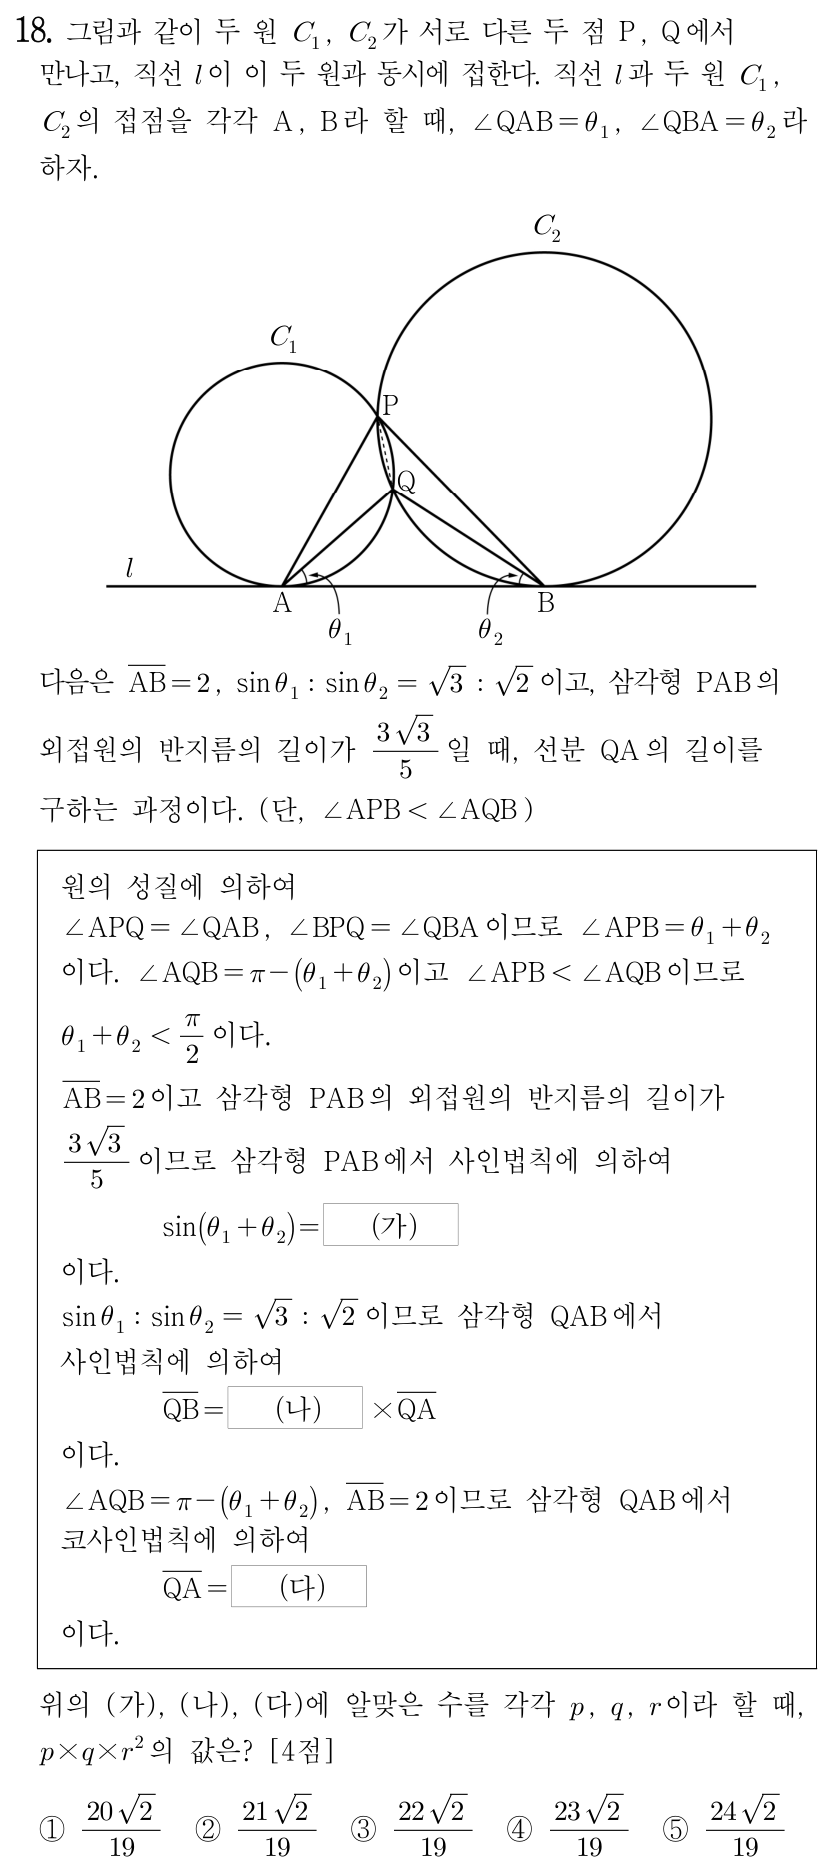 18. 그림과 같이 두 원 C₁, C₂가 서로 다른 두 점 P, Q에서
만나고, 직선 l이 이 두 원과 동시에 접한다. 직선 l과 두 원 C₁,
C₂의 접점을 각각 A, B라 할 때, ∠QAB=θ₁, ∠QBA=θ₂라
하자.
C₂
C₁
P
Q
l
A
B
θ₁
θ₂
다음은 A̅B̅=2, sinθ₁ : sinθ₂ = √3 : √2 이고, 삼각형 PAB의
외접원의 반지름의 길이가 3√3/5 일 때, 선분 QA의 길이를
구하는 과정이다. (단, ∠APB < ∠AQB)
원의 성질에 의하여
∠APQ=∠QAB, ∠BPQ=∠QBA이므로 ∠APB=θ₁+θ₂
이다. ∠AQB=π-(θ₁+θ₂)이고 ∠APB<∠AQB이므로
θ₁+θ₂ < π/2 이다.
A̅B̅=2이고 삼각형 PAB의 외접원의 반지름의 길이가
3√3/5 이므로 삼각형 PAB에서 사인법칙에 의하여
sin(θ₁+θ₂)= (가)
이다.
sinθ₁ : sinθ₂ = √3 : √2 이므로 삼각형 QAB에서
사인법칙에 의하여
Q̅B̅= (나) ×Q̅A̅
이다.
∠AQB=π-(θ₁+θ₂), A̅B̅=2이므로 삼각형 QAB에서
코사인법칙에 의하여
Q̅A̅= (다)
이다.
위의 (가), (나), (다)에 알맞은 수를 각각 p, q, r이라 할 때,
p×q×r²의 값은? [4점]
① 20√2/19 ② 21√2/19 ③ 22√2/19 ④ 23√2/19 ⑤ 24√2/19